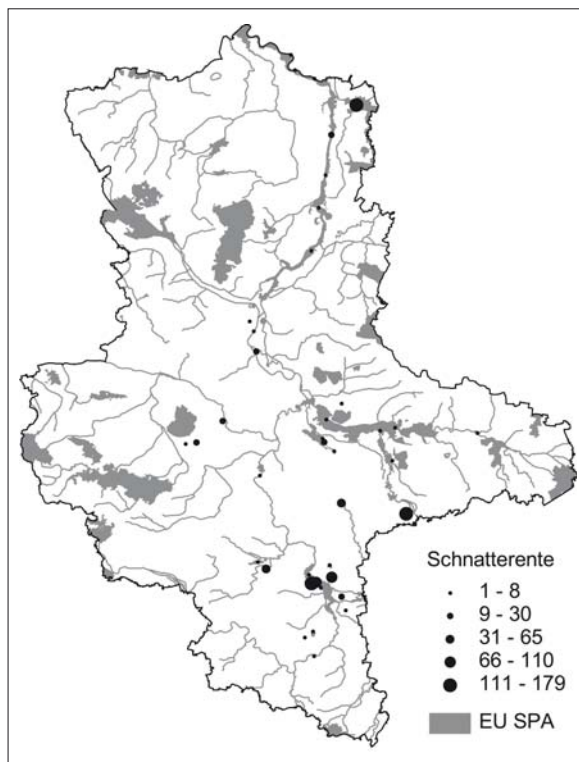 Schnatterente
1 - 8
9 - 30
31 - 65
66 - 110
111 - 179
EU SPA